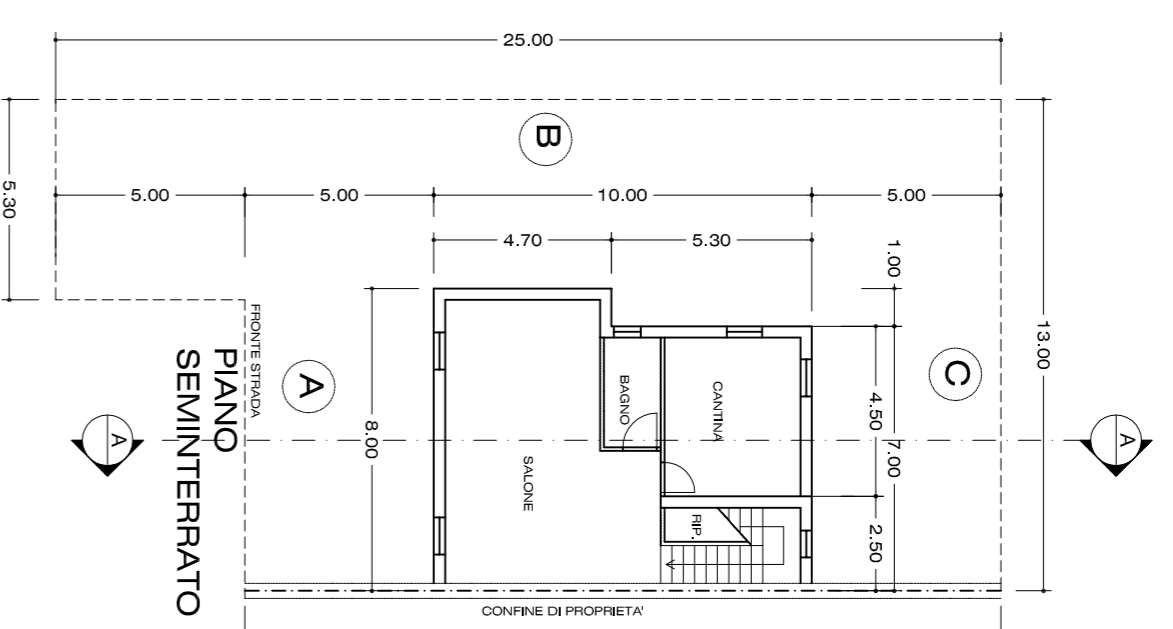 25.00
B
5.30
5.00
5.00
10.00
5.00
4.70
5.30
1.00
13.00
FRONTE STRADA
PIANO
SEMINTERRATO
A
C
8.00
BAGNO
CANTINA
4.50
7.00
A
A
SALONE
RIP.
2.50
CONFINE DI PROPRIETA'